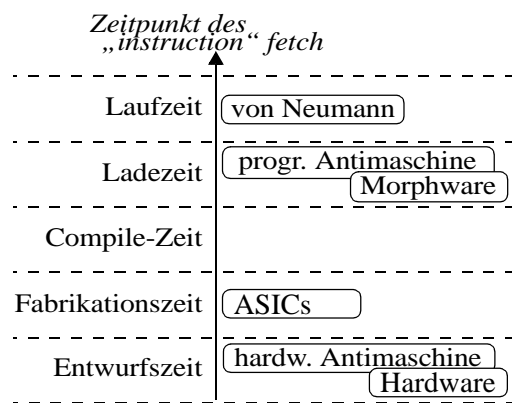 Zeitpunkt des
„instruction“ fetch
Laufzeit von Neumann
Ladezeit progr. Antimaschine
Morphware
Compile-Zeit
Fabrikationszeit ASICs
Entwurfszeit hardw. Antimaschine
Hardware